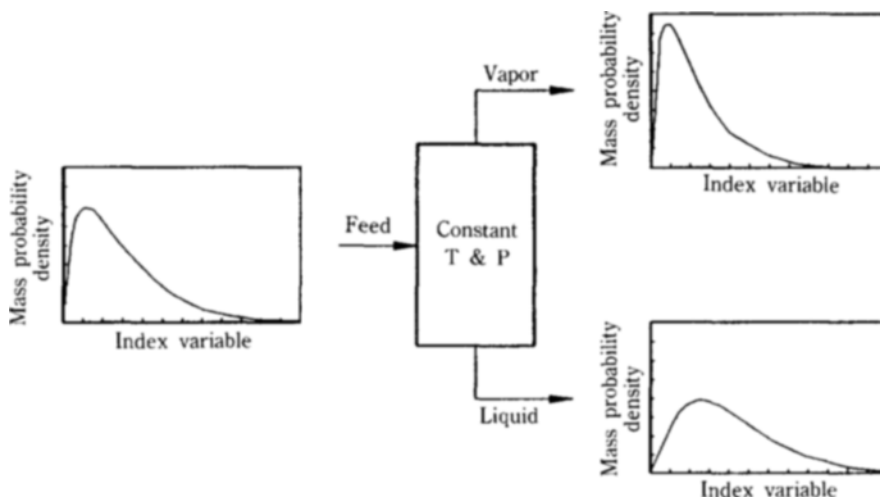 Mass probability
density
Index variable
Feed
Constant
T & P
Vapor
Mass probability
density
Index variable
Liquid
Mass probability
density
Index variable